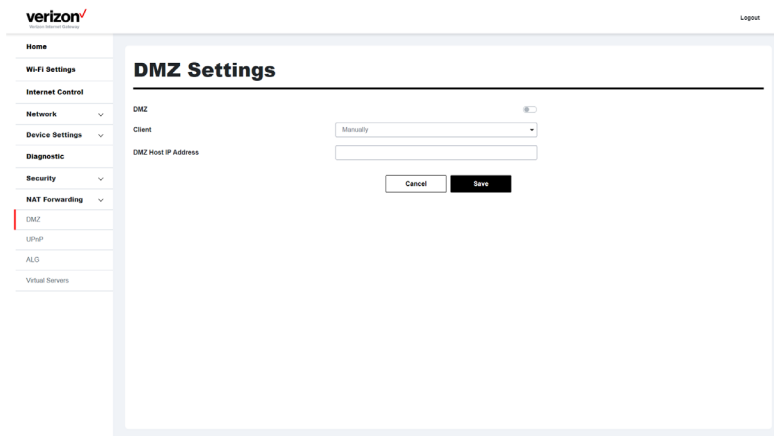 verizon
Verizon Internet Gateway
Logout
Home
Wi-Fi Settings
Internet Control
Network
Device Settings
Diagnostic
Security
NAT Forwarding
DMZ
UPnP
ALG
Virtual Servers
DMZ Settings
DMZ
Client
Manually
DMZ Host IP Address
Cancel
Save